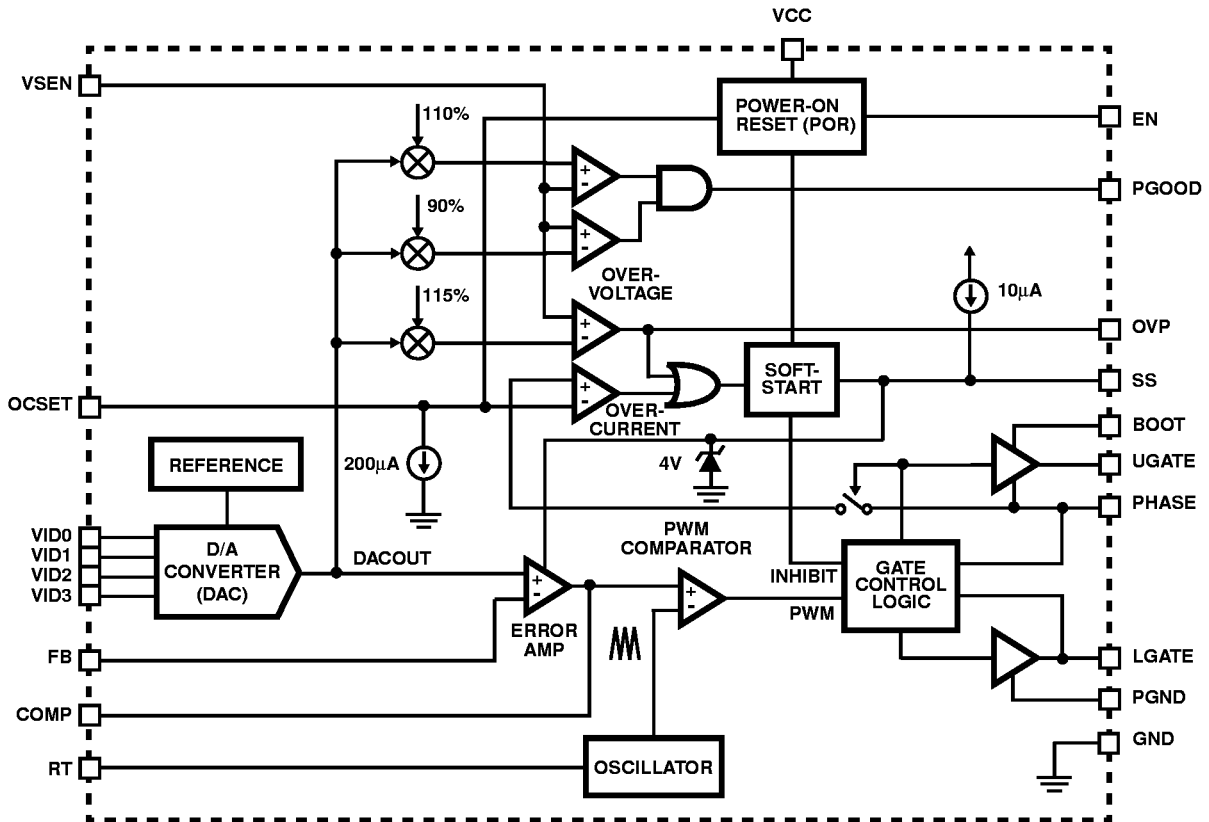 VCC
VSEN
110%
POWER-ON
RESET (POR)
EN
+
-
PGOOD
90%
+
-
OVER-
VOLTAGE
10µA
115%
+
-
OVP
SOFT-
START
SS
OCSET
+
-
OVER-
CURRENT
BOOT
REFERENCE
200µA
4V
UGATE
PHASE
VID0
VID1
VID2
VID3
D/A
CONVERTER
(DAC)
DACOUT
PWM
COMPARATOR
+
-
+
-
INHIBIT
PWM
GATE
CONTROL
LOGIC
ERROR
AMP
FB
LGATE
PGND
COMP
GND
RT
OSCILLATOR